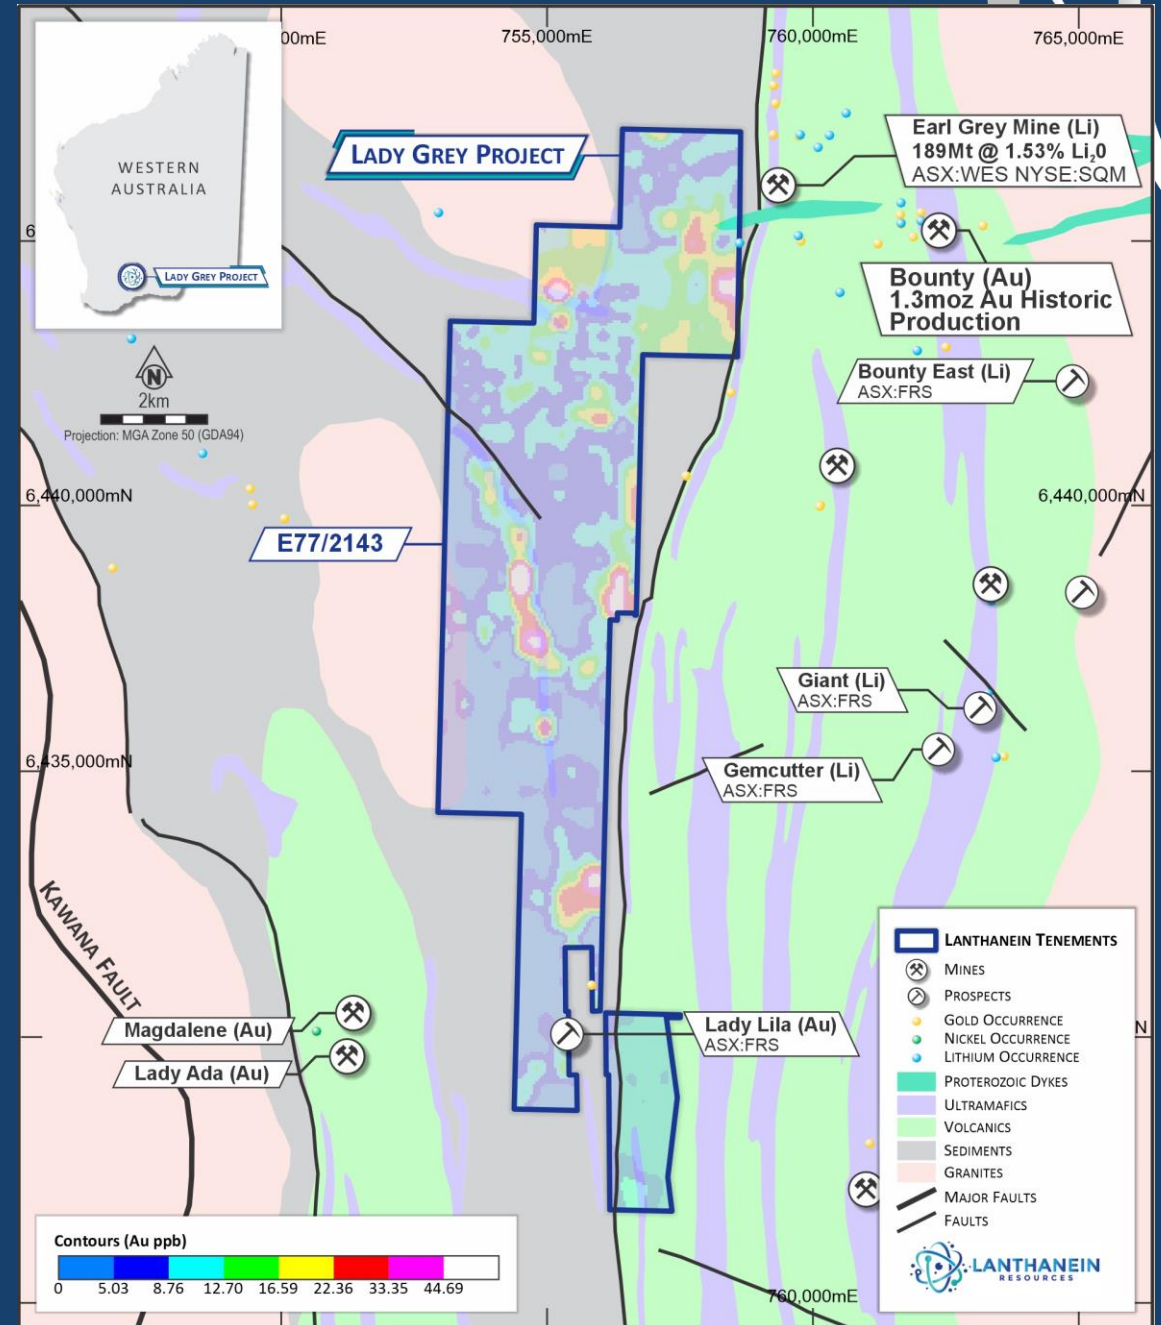 00mE
755,000mE
760,000mE
765,000mE
WESTERN
AUSTRALIA
LADY GREY PROJECT
LADY GREY PROJECT
Earl Grey Mine (Li)
189Mt @ 1.53% Li₂0
ASX:WES NYSE:SQM
6
Bounty (Au)
1.3moz Au Historic
Production
N
2km
Projection: MGA Zone 50 (GDA94)
Bounty East (Li)
ASX:FRS
6,440,000mN
6,440,000mN
E77/2143
Giant (Li)
ASX:FRS
6,435,000mN
Gemcutter (Li)
ASX:FRS
KAWANA FAULT
Magdalene (Au)
Lady Ada (Au)
Lady Lila (Au)
ASX:FRS
N
LANTHANEIN TENEMENTS
MINES
PROSPECTS
GOLD OCCURRENCE
NICKEL OCCURRENCE
LITHIUM OCCURRENCE
PROTEROZOIC DYKES
ULTRAMAFICS
VOLCANICS
SEDIMENTS
GRANITES
MAJOR FAULTS
FAULTS
LANTHANEIN
RESOURCES
Contours (Au ppb)
0 5.03 8.76 12.70 16.59 22.36 33.35 44.69
760,000mE